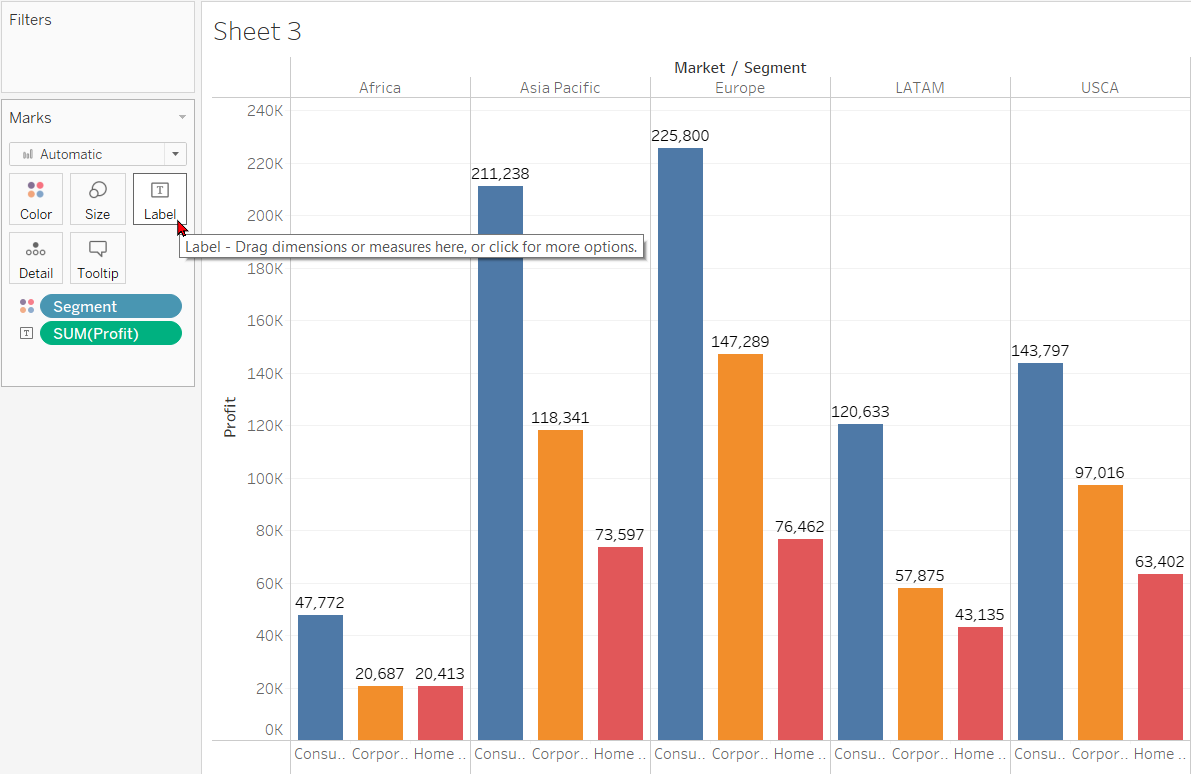 Filters
Marks
Automatic
Color Size Label
Detail Tooltip
Segment
SUM(Profit)
Label - Drag dimensions or measures here, or click for more options.
Sheet 3
Market / Segment
Africa Asia Pacific Europe LATAM USCA
240K
220K
200K
180K
160K
140K
120K
100K
80K
60K
40K
20K
0K
Profit
47,772
20,687
20,413
211,238
118,341
73,597
225,800
147,289
76,462
120,633
57,875
43,135
143,797
97,016
63,402
Consu.. Corpor.. Home .. Consu.. Corpor.. Home .. Consu.. Corpor.. Home .. Consu.. Corpor.. Home .. Consu.. Corpor.. Home ..